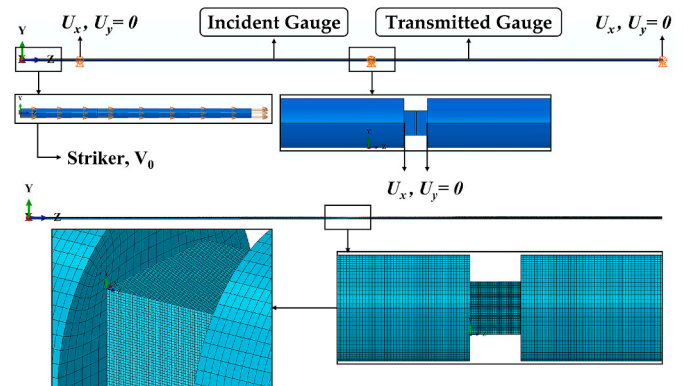 Ux , Uy= 0
Incident Gauge
Transmitted Gauge
Ux , Uy= 0
Y
X
Z
Y
Striker, V0
Y
Z
Ux , Uy= 0
Y
X
Z